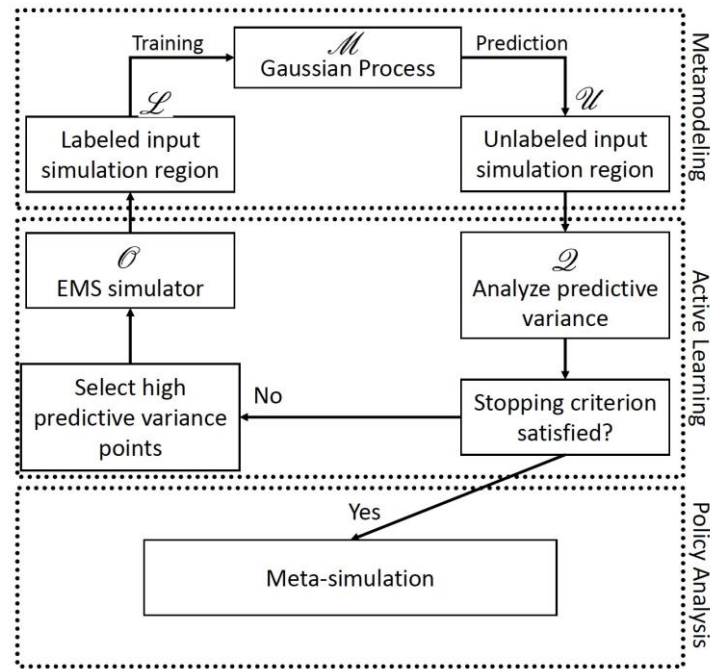 Training
ℳ
Gaussian Process
Prediction
ℒ
Labeled input
simulation region
𝒰
Unlabeled input
simulation region
Metamodeling
𝒪
EMS simulator
𝒬
Analyze predictive
variance
Select high
predictive variance
points
No
Stopping criterion
satisfied?
Active Learning
Yes
Meta-simulation
Policy Analysis